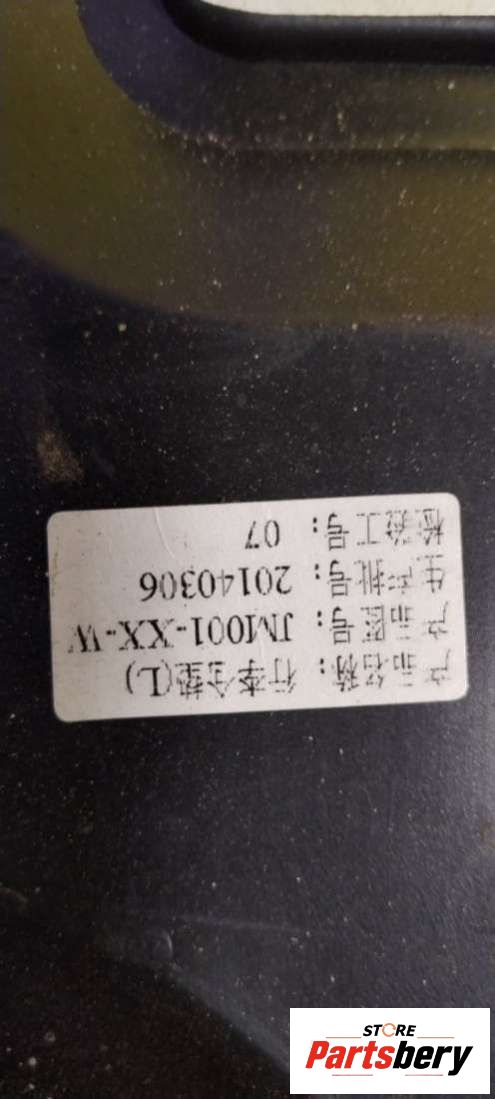 产品名称：行李仓垫(L)
产品图号：JM001-XX-W
生产批号：20140306
检验工号：07
STORE
Partsbery